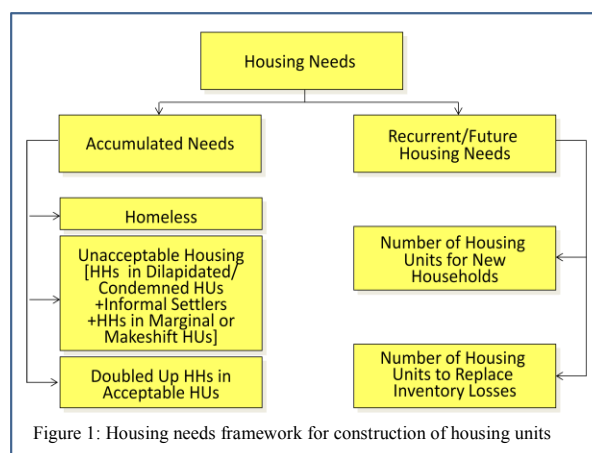 Housing Needs
Accumulated Needs
Recurrent/Future
Housing Needs
Homeless
Unacceptable Housing
[HHs in Dilapidated/
Condemned HUs
+Informal Settlers
+HHs in Marginal or
Makeshift HUs]
Doubled Up HHs in
Acceptable HUs
Number of Housing
Units for New
Households
Number of Housing
Units to Replace
Inventory Losses
Figure 1: Housing needs framework for construction of housing units